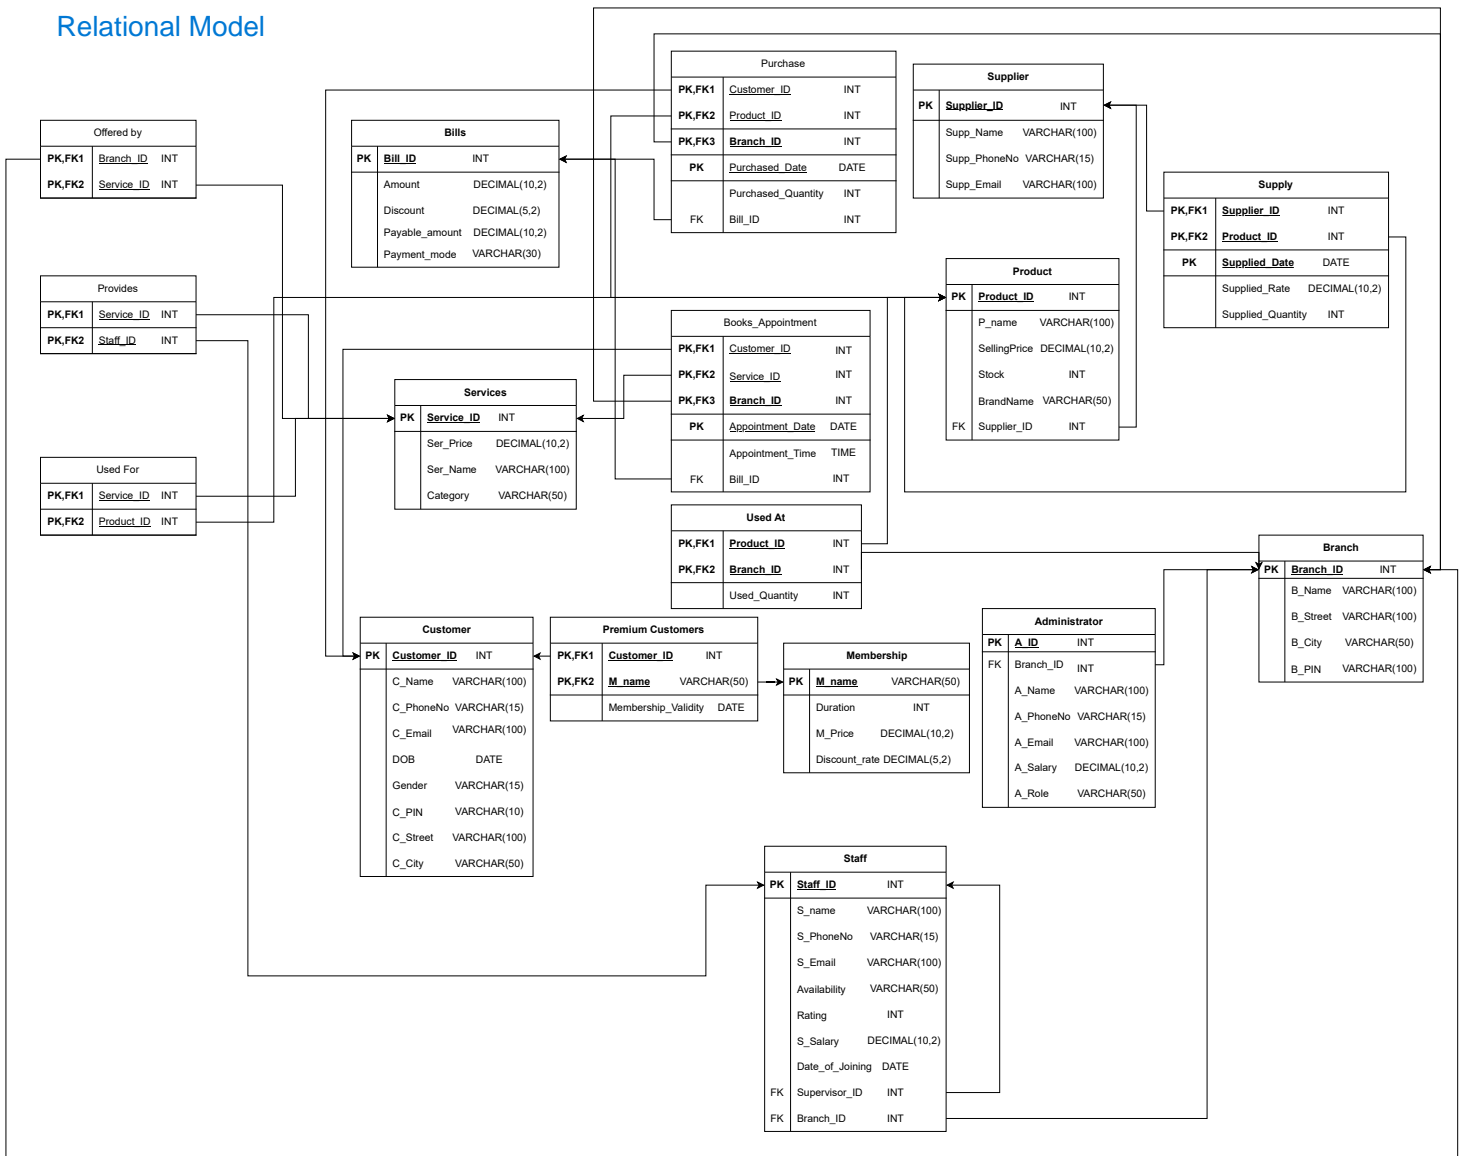 Relational Model
Purchase
PK,FK1 Customer_ID INT
PK,FK2 Product_ID INT
PK,FK3 Branch_ID INT
PK Purchased_Date DATE
Purchased_Quantity INT
FK Bill_ID INT
Supplier
PK Supplier_ID INT
Supp_Name VARCHAR(100)
Supp_PhoneNo VARCHAR(15)
Supp_Email VARCHAR(100)
Offered by
PK,FK1 Branch_ID INT
PK,FK2 Service_ID INT
Bills
PK Bill_ID INT
Amount DECIMAL(10,2)
Discount DECIMAL(5,2)
Payable_amount DECIMAL(10,2)
Payment_mode VARCHAR(30)
Supply
PK,FK1 Supplier_ID INT
PK,FK2 Product_ID INT
PK Supplied_Date DATE
Supplied_Rate DECIMAL(10,2)
Supplied_Quantity INT
Provides
PK,FK1 Service_ID INT
PK,FK2 Staff_ID INT
Product
PK Product_ID INT
P_name VARCHAR(100)
SellingPrice DECIMAL(10,2)
Stock INT
BrandName VARCHAR(50)
FK Supplier_ID INT
Books_Appointment
PK,FK1 Customer_ID INT
PK,FK2 Service_ID INT
PK,FK3 Branch_ID INT
PK Appointment_Date DATE
Appointment_Time TIME
FK Bill_ID INT
Services
PK Service_ID INT
Ser_Price DECIMAL(10,2)
Ser_Name VARCHAR(100)
Category VARCHAR(50)
Used For
PK,FK1 Service_ID INT
PK,FK2 Product_ID INT
Used At
PK,FK1 Product_ID INT
PK,FK2 Branch_ID INT
Used_Quantity INT
Branch
PK Branch_ID INT
B_Name VARCHAR(100)
B_Street VARCHAR(100)
B_City VARCHAR(50)
B_PIN VARCHAR(100)
Customer
PK Customer_ID INT
C_Name VARCHAR(100)
C_PhoneNo VARCHAR(15)
C_Email VARCHAR(100)
DOB DATE
Gender VARCHAR(15)
C_PIN VARCHAR(10)
C_Street VARCHAR(100)
C_City VARCHAR(50)
Premium Customers
PK,FK1 Customer_ID INT
PK,FK2 M_name VARCHAR(50)
Membership_Validity DATE
Membership
PK M_name VARCHAR(50)
Duration INT
M_Price DECIMAL(10,2)
Discount_rate DECIMAL(5,2)
Administrator
PK A_ID INT
FK Branch_ID INT
A_Name VARCHAR(100)
A_PhoneNo VARCHAR(15)
A_Email VARCHAR(100)
A_Salary DECIMAL(10,2)
A_Role VARCHAR(50)
Staff
PK Staff_ID INT
S_name VARCHAR(100)
S_PhoneNo VARCHAR(15)
S_Email VARCHAR(100)
Availability VARCHAR(50)
Rating INT
S_Salary DECIMAL(10,2)
Date_of_Joining DATE
FK Supervisor_ID INT
FK Branch_ID INT